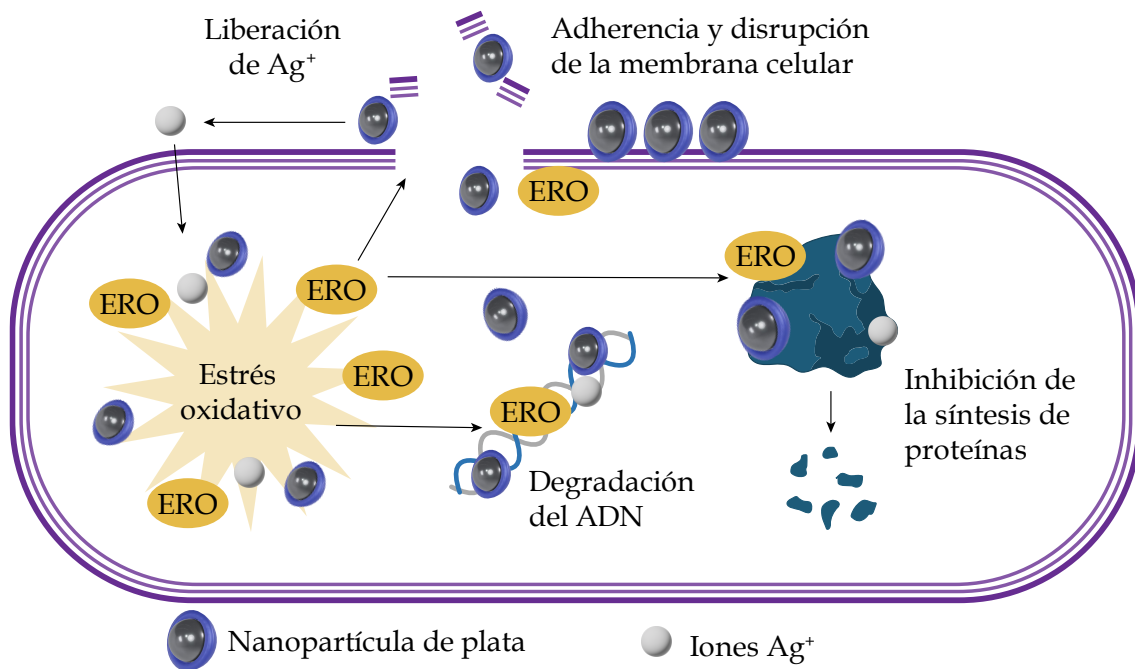 Liberación
de Ag⁺
Adherencia y disrupción
de la membrana celular
ERO
ERO
ERO
ERO
Estrés
oxidativo
ERO
ERO
ERO
Inhibición de
la síntesis de
proteínas
Degradación
del ADN
Nanopartícula de plata
Iones Ag⁺